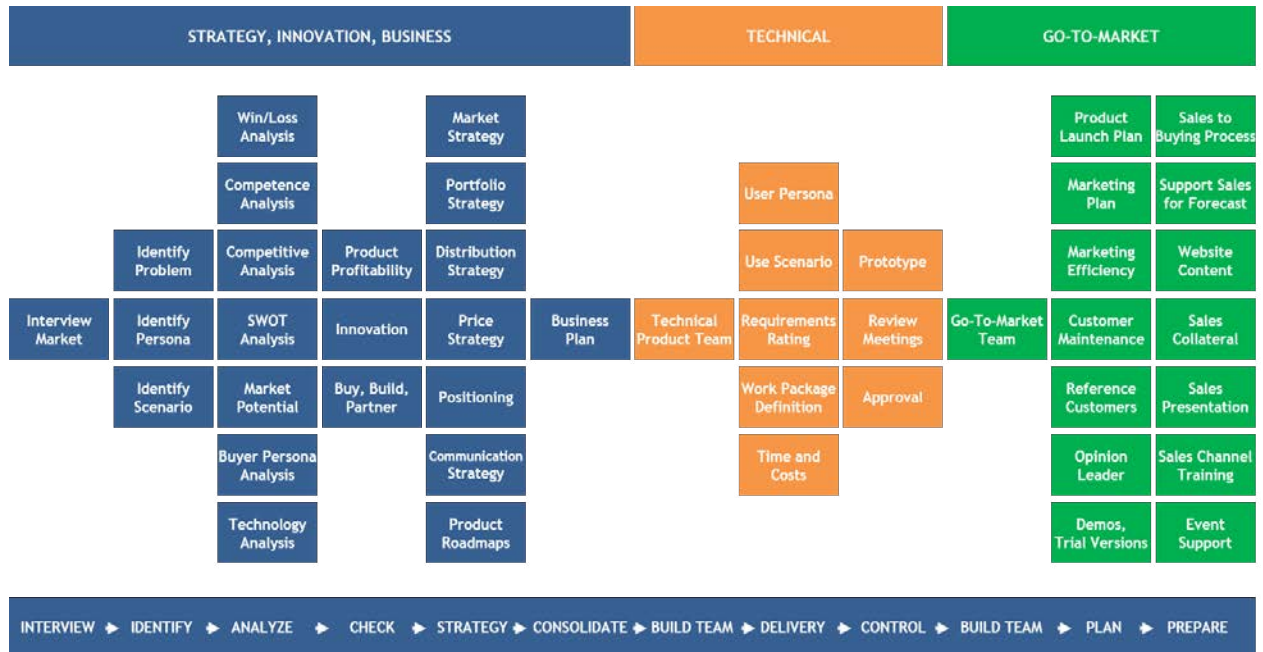 STRATEGY, INNOVATION, BUSINESS
TECHNICAL
GO-TO-MARKET
Interview
Market
Identify
Problem
Identify
Persona
Identify
Scenario
Win/Loss
Analysis
Competence
Analysis
Competitive
Analysis
SWOT
Analysis
Market
Potential
Buyer Persona
Analysis
Technology
Analysis
Product
Profitability
Innovation
Buy, Build,
Partner
Market
Strategy
Portfolio
Strategy
Distribution
Strategy
Price
Strategy
Positioning
Communication
Strategy
Product
Roadmaps
Business
Plan
Technical
Product Team
User Persona
Use Scenario
Requirements
Rating
Work Package
Definition
Time and
Costs
Prototype
Review
Meetings
Approval
Go-To-Market
Team
Product
Launch Plan
Marketing
Plan
Marketing
Efficiency
Customer
Maintenance
Reference
Customers
Opinion
Leader
Demos,
Trial Versions
Sales to
Buying Process
Support Sales
for Forecast
Website
Content
Sales
Collateral
Sales
Presentation
Sales Channel
Training
Event
Support
INTERVIEW IDENTIFY ANALYZE CHECK STRATEGY CONSOLIDATE BUILD TEAM DELIVERY CONTROL BUILD TEAM PLAN PREPARE